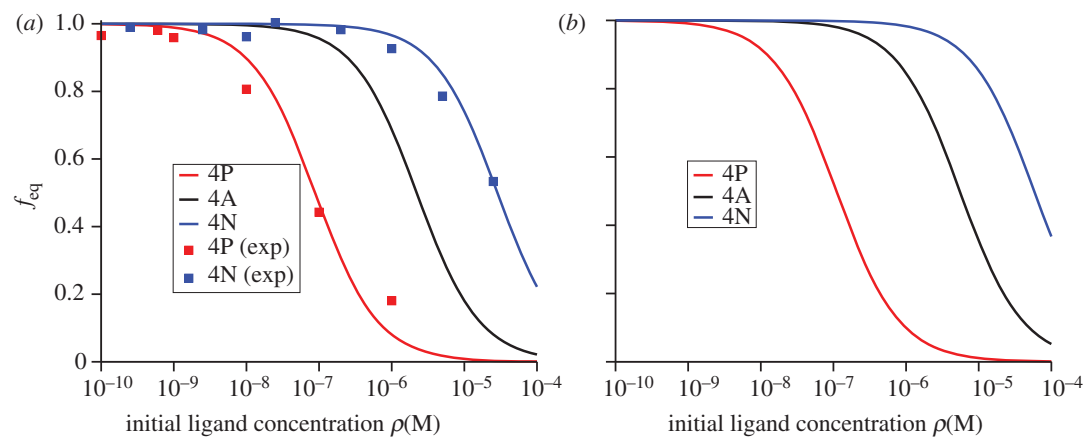 (a)
1.0
0.8
0.6
0.4
0.2
0
f_eq
4P
4A
4N
4P (exp)
4N (exp)
10⁻¹⁰ 10⁻⁹ 10⁻⁸ 10⁻⁷ 10⁻⁶ 10⁻⁵ 10⁻⁴
initial ligand concentration ρ(M)
(b)
4P
4A
4N
10⁻¹⁰ 10⁻⁹ 10⁻⁸ 10⁻⁷ 10⁻⁶ 10⁻⁵ 10⁻⁴
initial ligand concentration ρ(M)